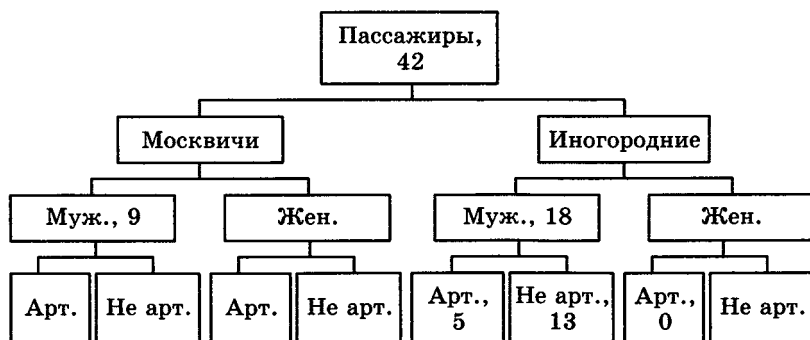 Пассажиры,
42
Москвичи
Иногородние
Муж., 9
Жен.
Муж., 18
Жен.
Арт.
Не арт.
Арт.
Не арт.
Арт.,
5
Не арт.,
13
Арт.,
0
Не арт.